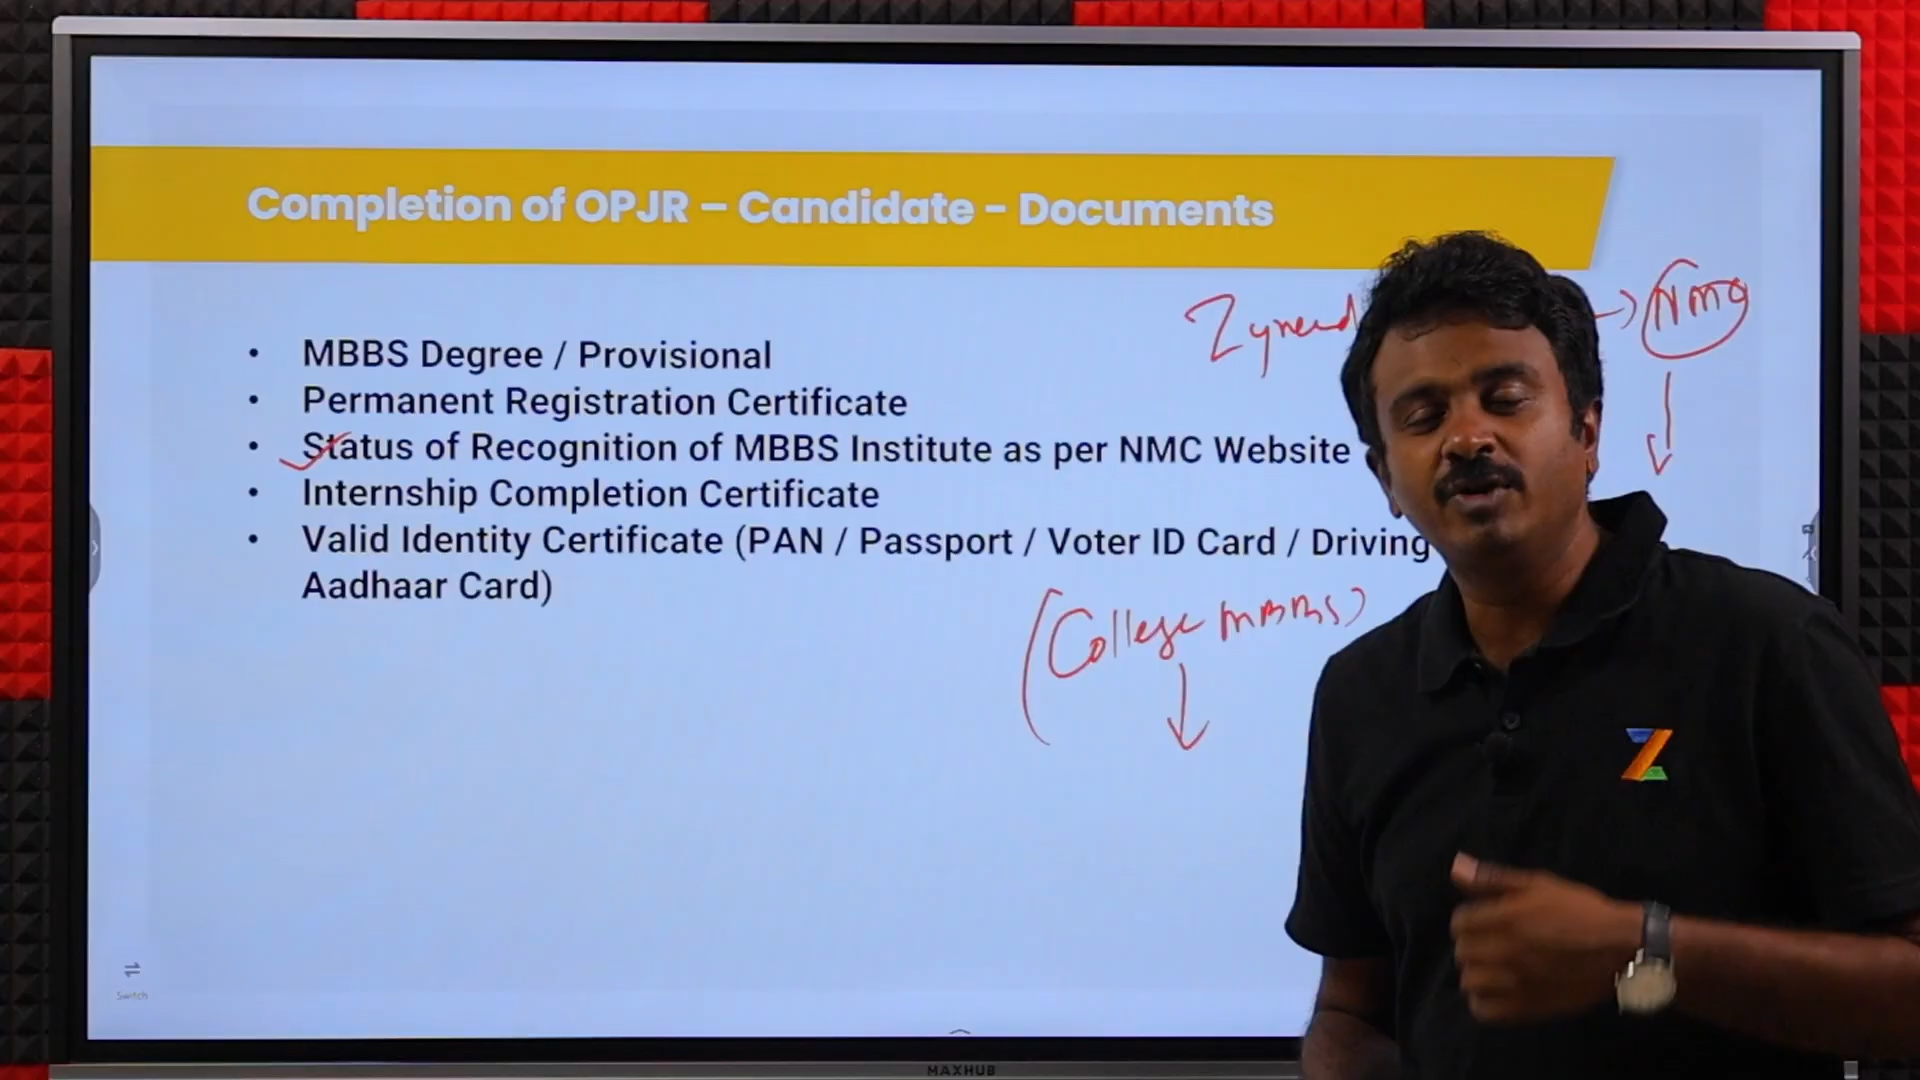 Completion of OPJR – Candidate - Documents
NMC
• MBBS Degree / Provisional
• Permanent Registration Certificate
• Status of Recognition of MBBS Institute as per NMC Website
• Internship Completion Certificate
• Valid Identity Certificate (PAN / Passport / Voter ID Card / Driving
Aadhaar Card)
(College MBBS)
Z
Switch
MAXHUB